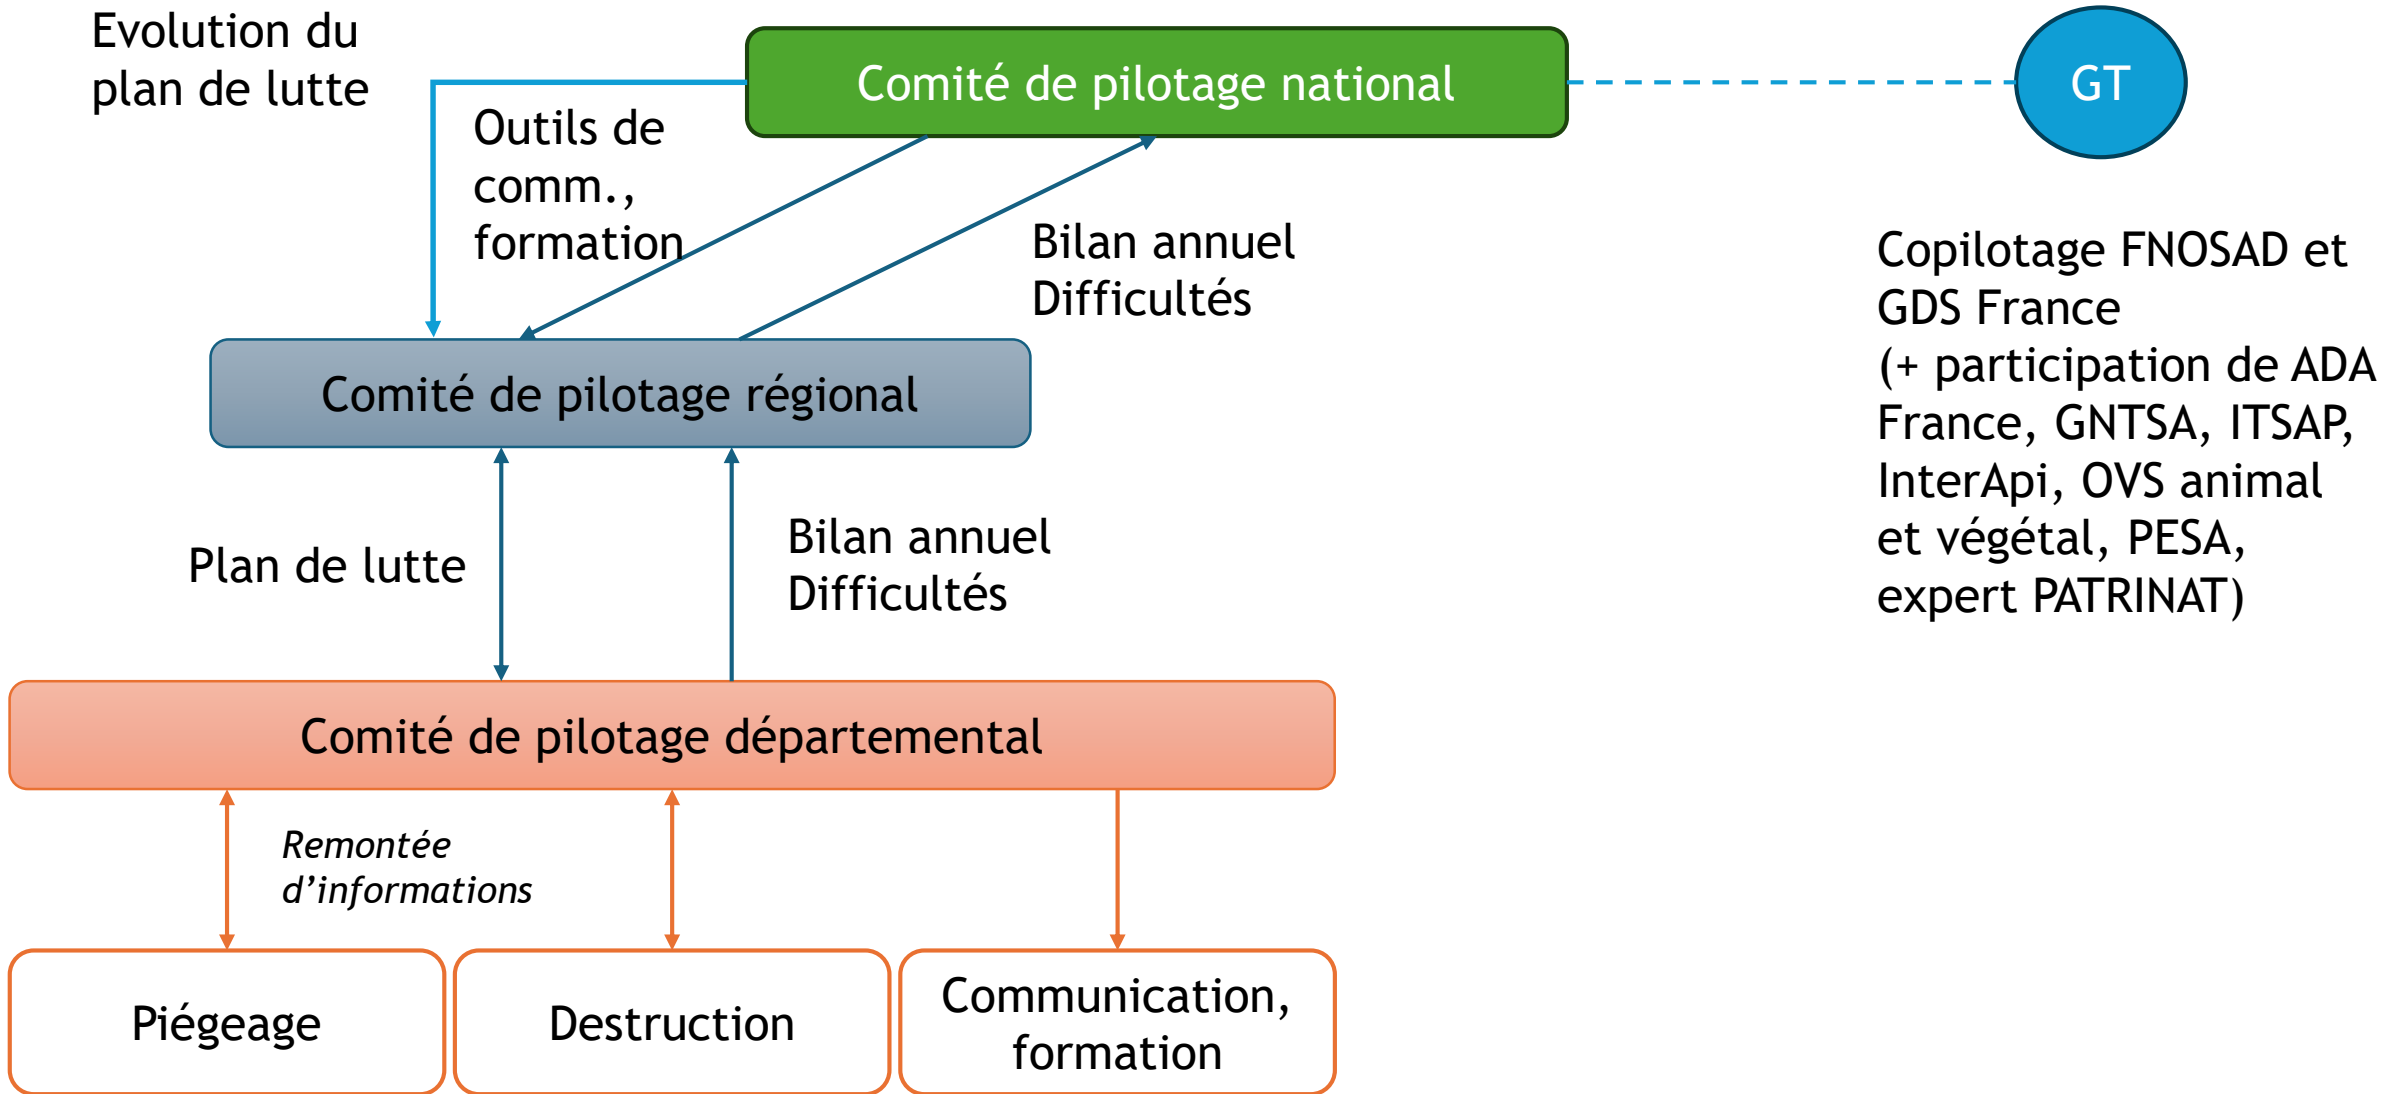 Evolution du
plan de lutte
Comité de pilotage national
GT
Outils de
comm.,
formation
Bilan annuel
Difficultés
Copilotage FNOSAD et
GDS France
(+ participation de ADA
France, GNTSA, ITSAP,
InterApi, OVS animal
et végétal, PESA,
expert PATRINAT)
Comité de pilotage régional
Plan de lutte
Bilan annuel
Difficultés
Comité de pilotage départemental
Remontée
d’informations
Piégeage
Destruction
Communication,
formation